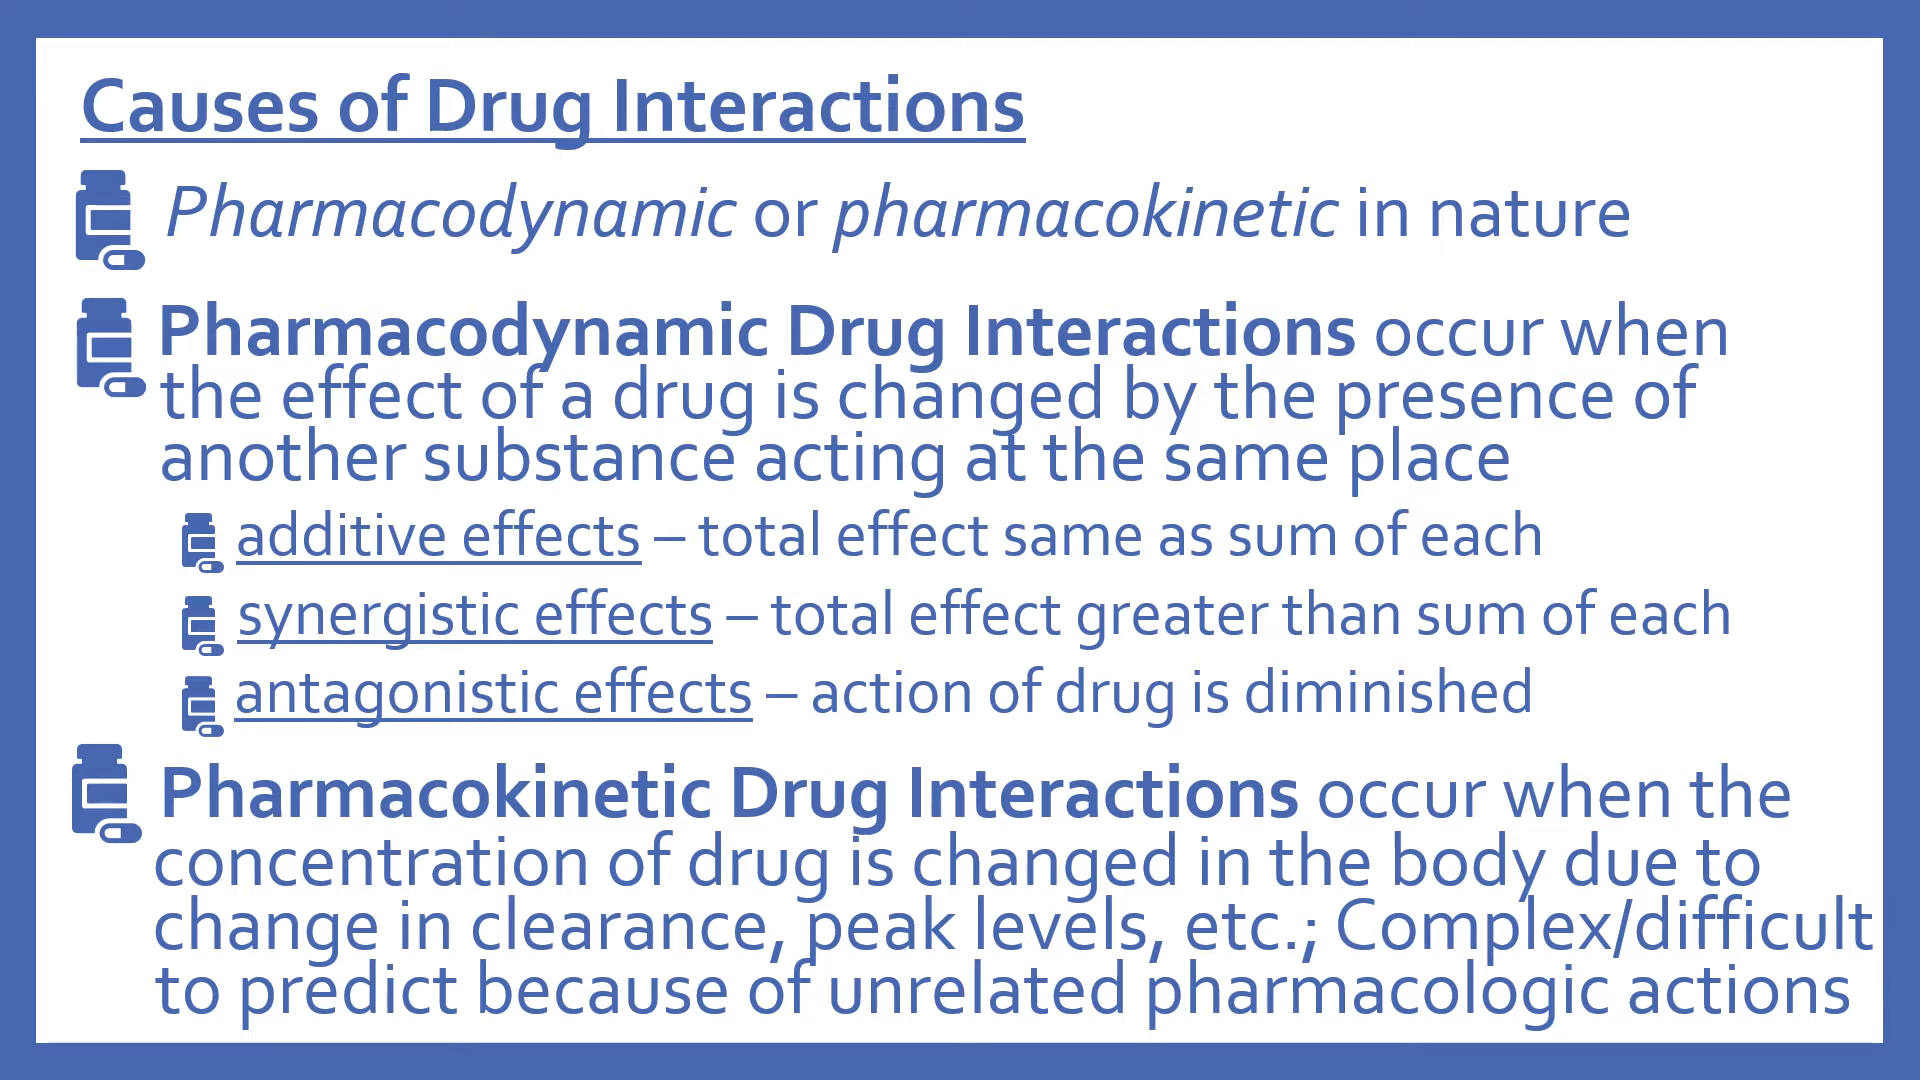 Causes of Drug Interactions
Pharmacodynamic or pharmacokinetic in nature
Pharmacodynamic Drug Interactions occur when
the effect of a drug is changed by the presence of
another substance acting at the same place
additive effects – total effect same as sum of each
synergistic effects – total effect greater than sum of each
antagonistic effects – action of drug is diminished
Pharmacokinetic Drug Interactions occur when the
concentration of drug is changed in the body due to
change in clearance, peak levels, etc.; Complex/difficult
to predict because of unrelated pharmacologic actions